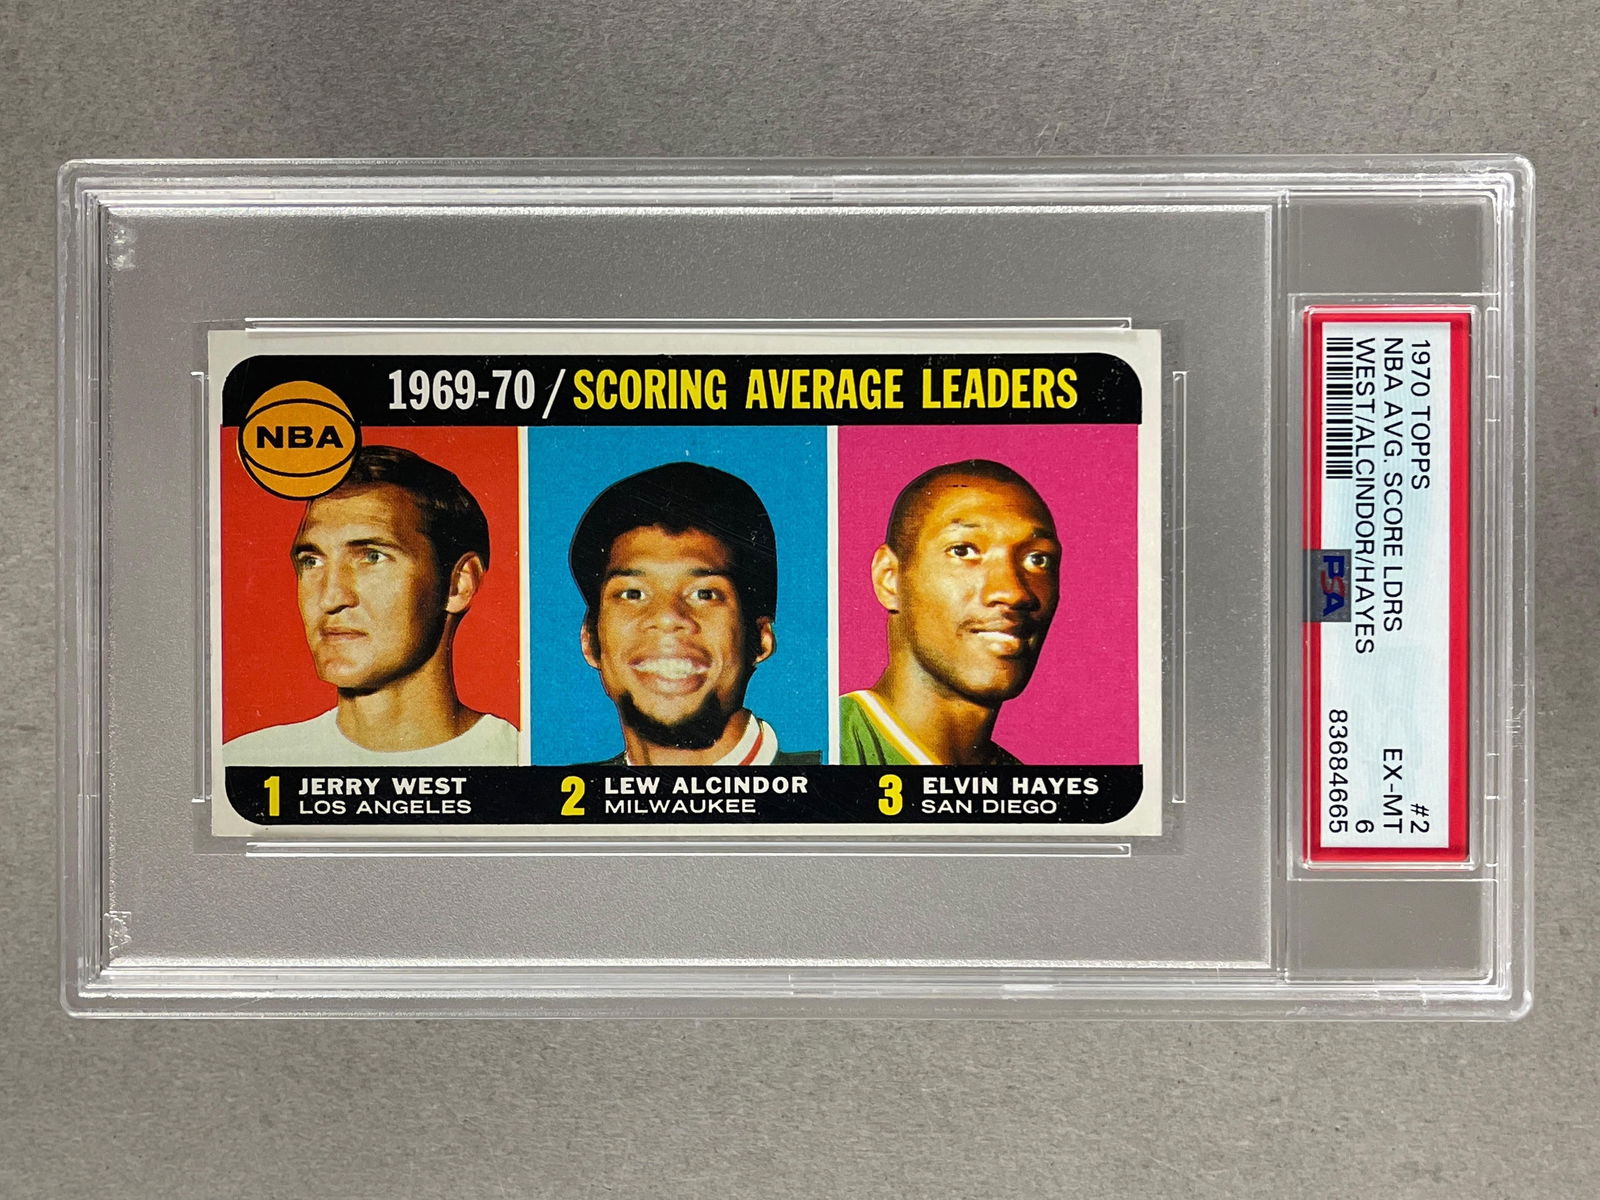 1969-70 / SCORING AVERAGE LEADERS
NBA
1 JERRY WEST
LOS ANGELES
2 LEW ALCINDOR
MILWAUKEE
3 ELVIN HAYES
SAN DIEGO
1970 TOPPS #2
NBA AVG. SCORE LDRS EX-MT
WEST/ALCINDOR/HAYES 6
PSA
83684665